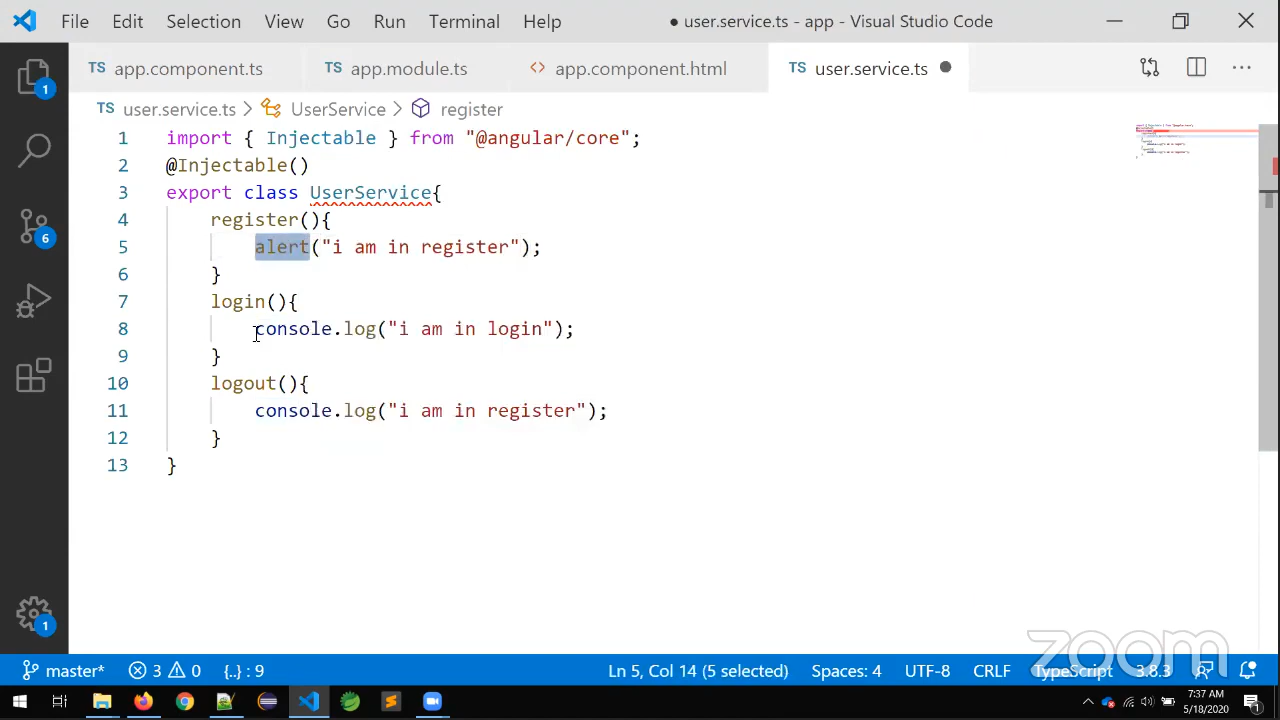 File Edit Selection View Go Run Terminal Help ● user.service.ts - app - Visual Studio Code
TS app.component.ts TS app.module.ts <> app.component.html TS user.service.ts ●
TS user.service.ts > UserService > register
1 import { Injectable } from "@angular/core";
2 @Injectable()
3 export class UserService{
4 register(){
5 alert("i am in register");
6 }
7 login(){
8 console.log("i am in login");
9 }
10 logout(){
11 console.log("i am in register");
12 }
13 }
1
6
1
zoom
master* 3 0 {..} : 9 Ln 5, Col 14 (5 selected) Spaces: 4 UTF-8 CRLF TypeScript 3.8.3
7:37 AM
5/18/2020
1